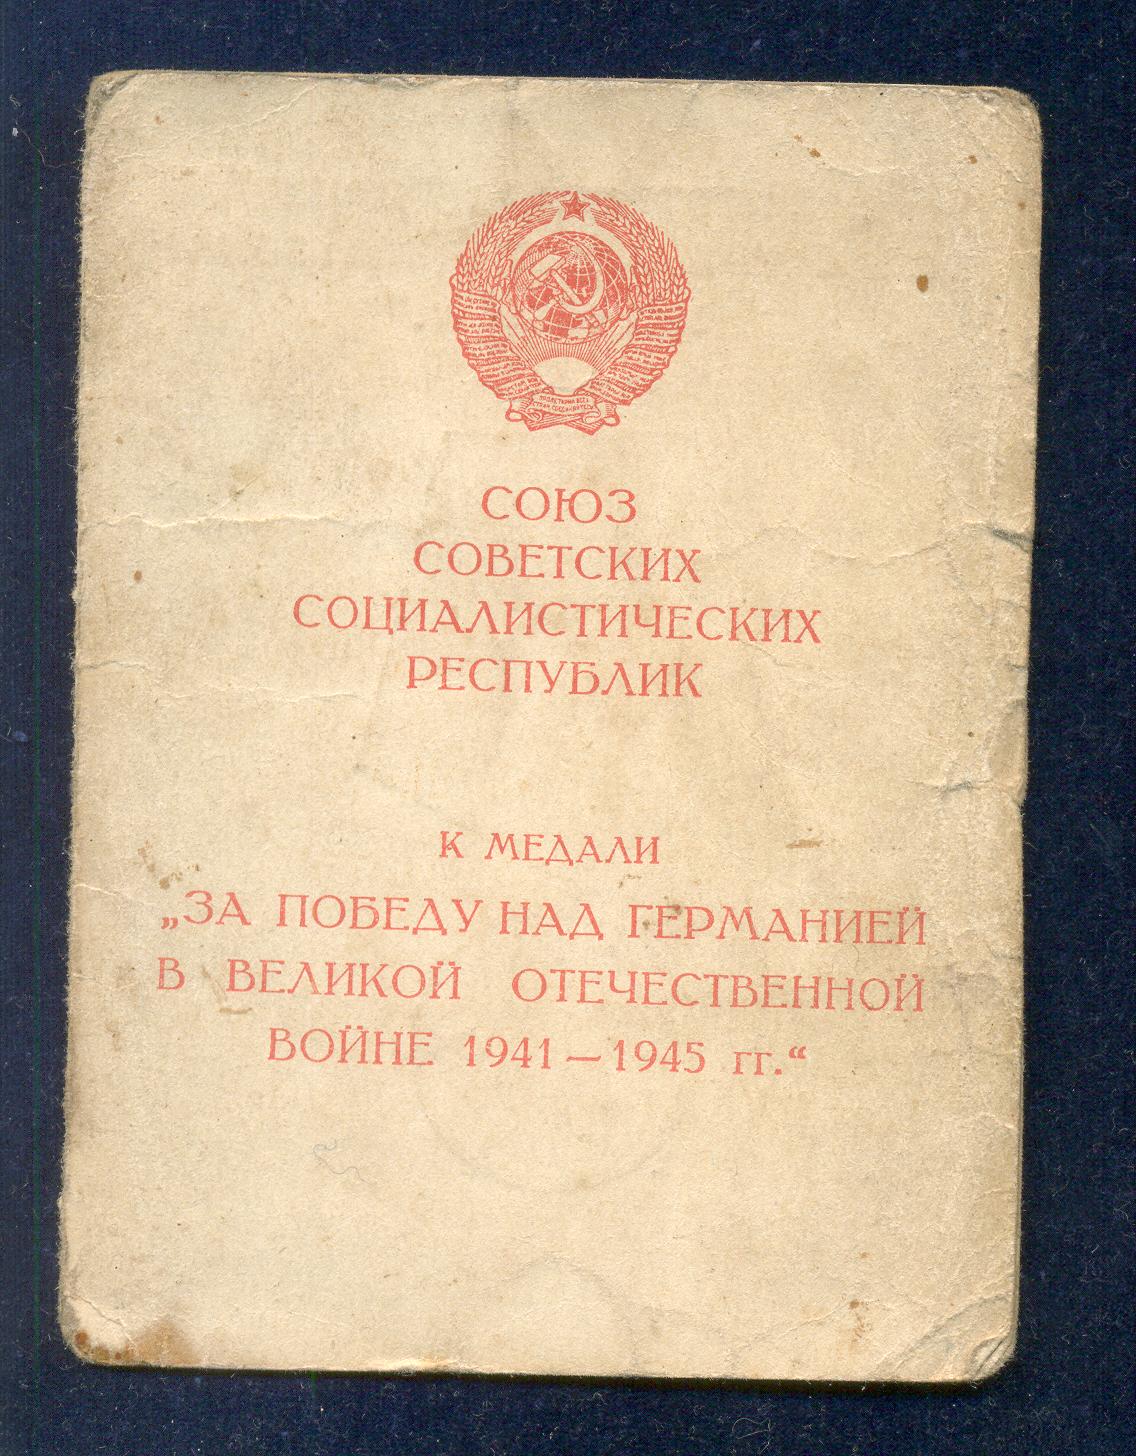 СОЮЗ
СОВЕТСКИХ
СОЦИАЛИСТИЧЕСКИХ
РЕСПУБЛИК
К МЕДАЛИ
„ЗА ПОБЕДУ НАД ГЕРМАНИЕЙ
В ВЕЛИКОЙ ОТЕЧЕСТВЕННОЙ
ВОЙНЕ 1941 — 1945 гг.“